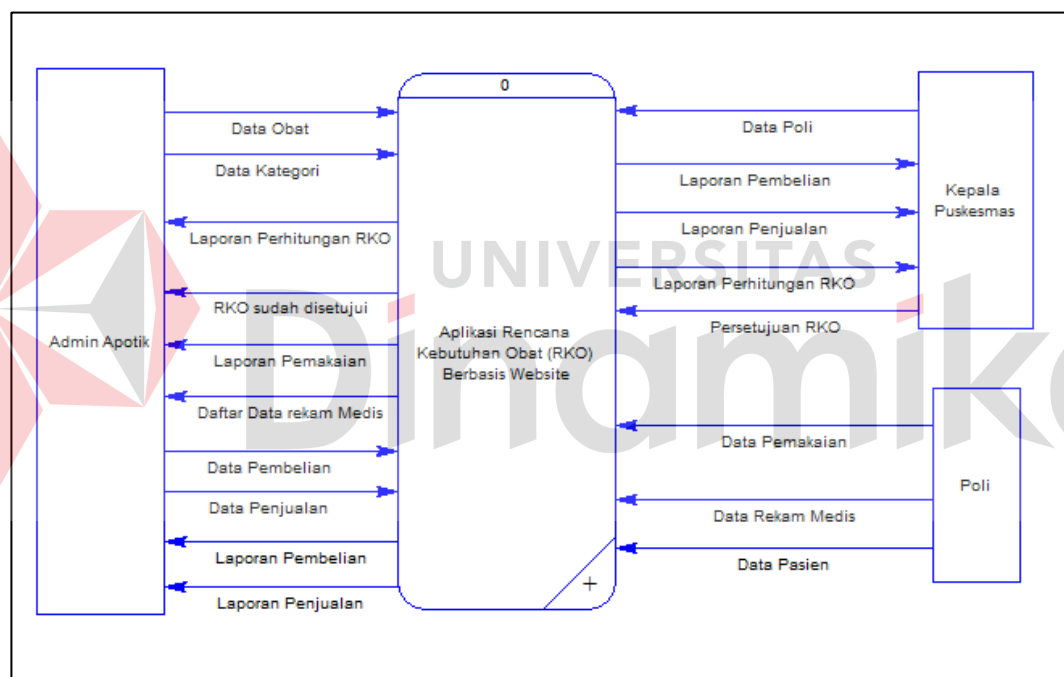 0
Data Obat
Data Kategori
Laporan Perhitungan RKO
RKO sudah disetujui
Admin Apotik
Laporan Pemakaian
Daftar Data rekam Medis
Data Pembelian
Data Penjualan
Laporan Pembelian
Laporan Penjualan
Aplikasi Rencana
Kebutuhan Obat (RKO)
Berbasis Website
+
Data Poli
Laporan Pembelian
Laporan Penjualan
Laporan Perhitungan RKO
Persetujuan RKO
Kepala
Puskesmas
Data Pemakaian
Data Rekam Medis
Data Pasien
Poli
UNIVERSITAS
Dinamika